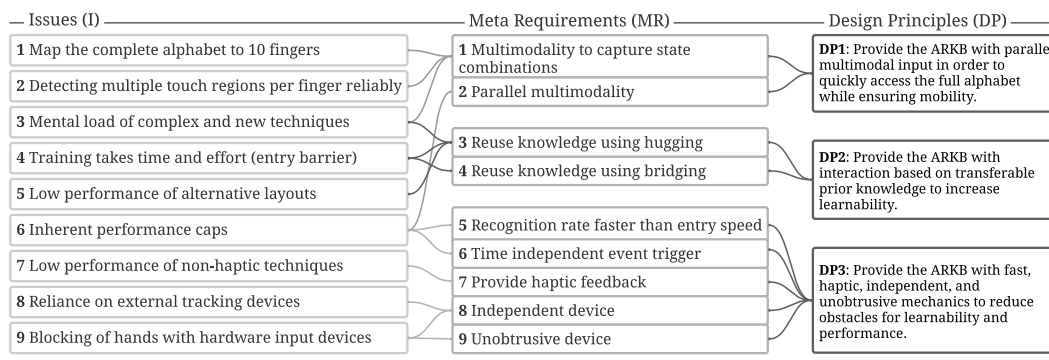 Issues (I)
1 Map the complete alphabet to 10 fingers
2 Detecting multiple touch regions per finger reliably
3 Mental load of complex and new techniques
4 Training takes time and effort (entry barrier)
5 Low performance of alternative layouts
6 Inherent performance caps
7 Low performance of non-haptic techniques
8 Reliance on external tracking devices
9 Blocking of hands with hardware input devices
Meta Requirements (MR)
1 Multimodality to capture state
combinations
2 Parallel multimodality
3 Reuse knowledge using hugging
4 Reuse knowledge using bridging
5 Recognition rate faster than entry speed
6 Time independent event trigger
7 Provide haptic feedback
8 Independent device
9 Unobtrusive device
Design Principles (DP)
DP1: Provide the ARKB with paralle
multimodal input in order to
quickly access the full alphabet
while ensuring mobility.
DP2: Provide the ARKB with
interaction based on transferable
prior knowledge to increase
learnability.
DP3: Provide the ARKB with fast,
haptic, independent, and
unobtrusive mechanics to reduce
obstacles for learnability and
performance.